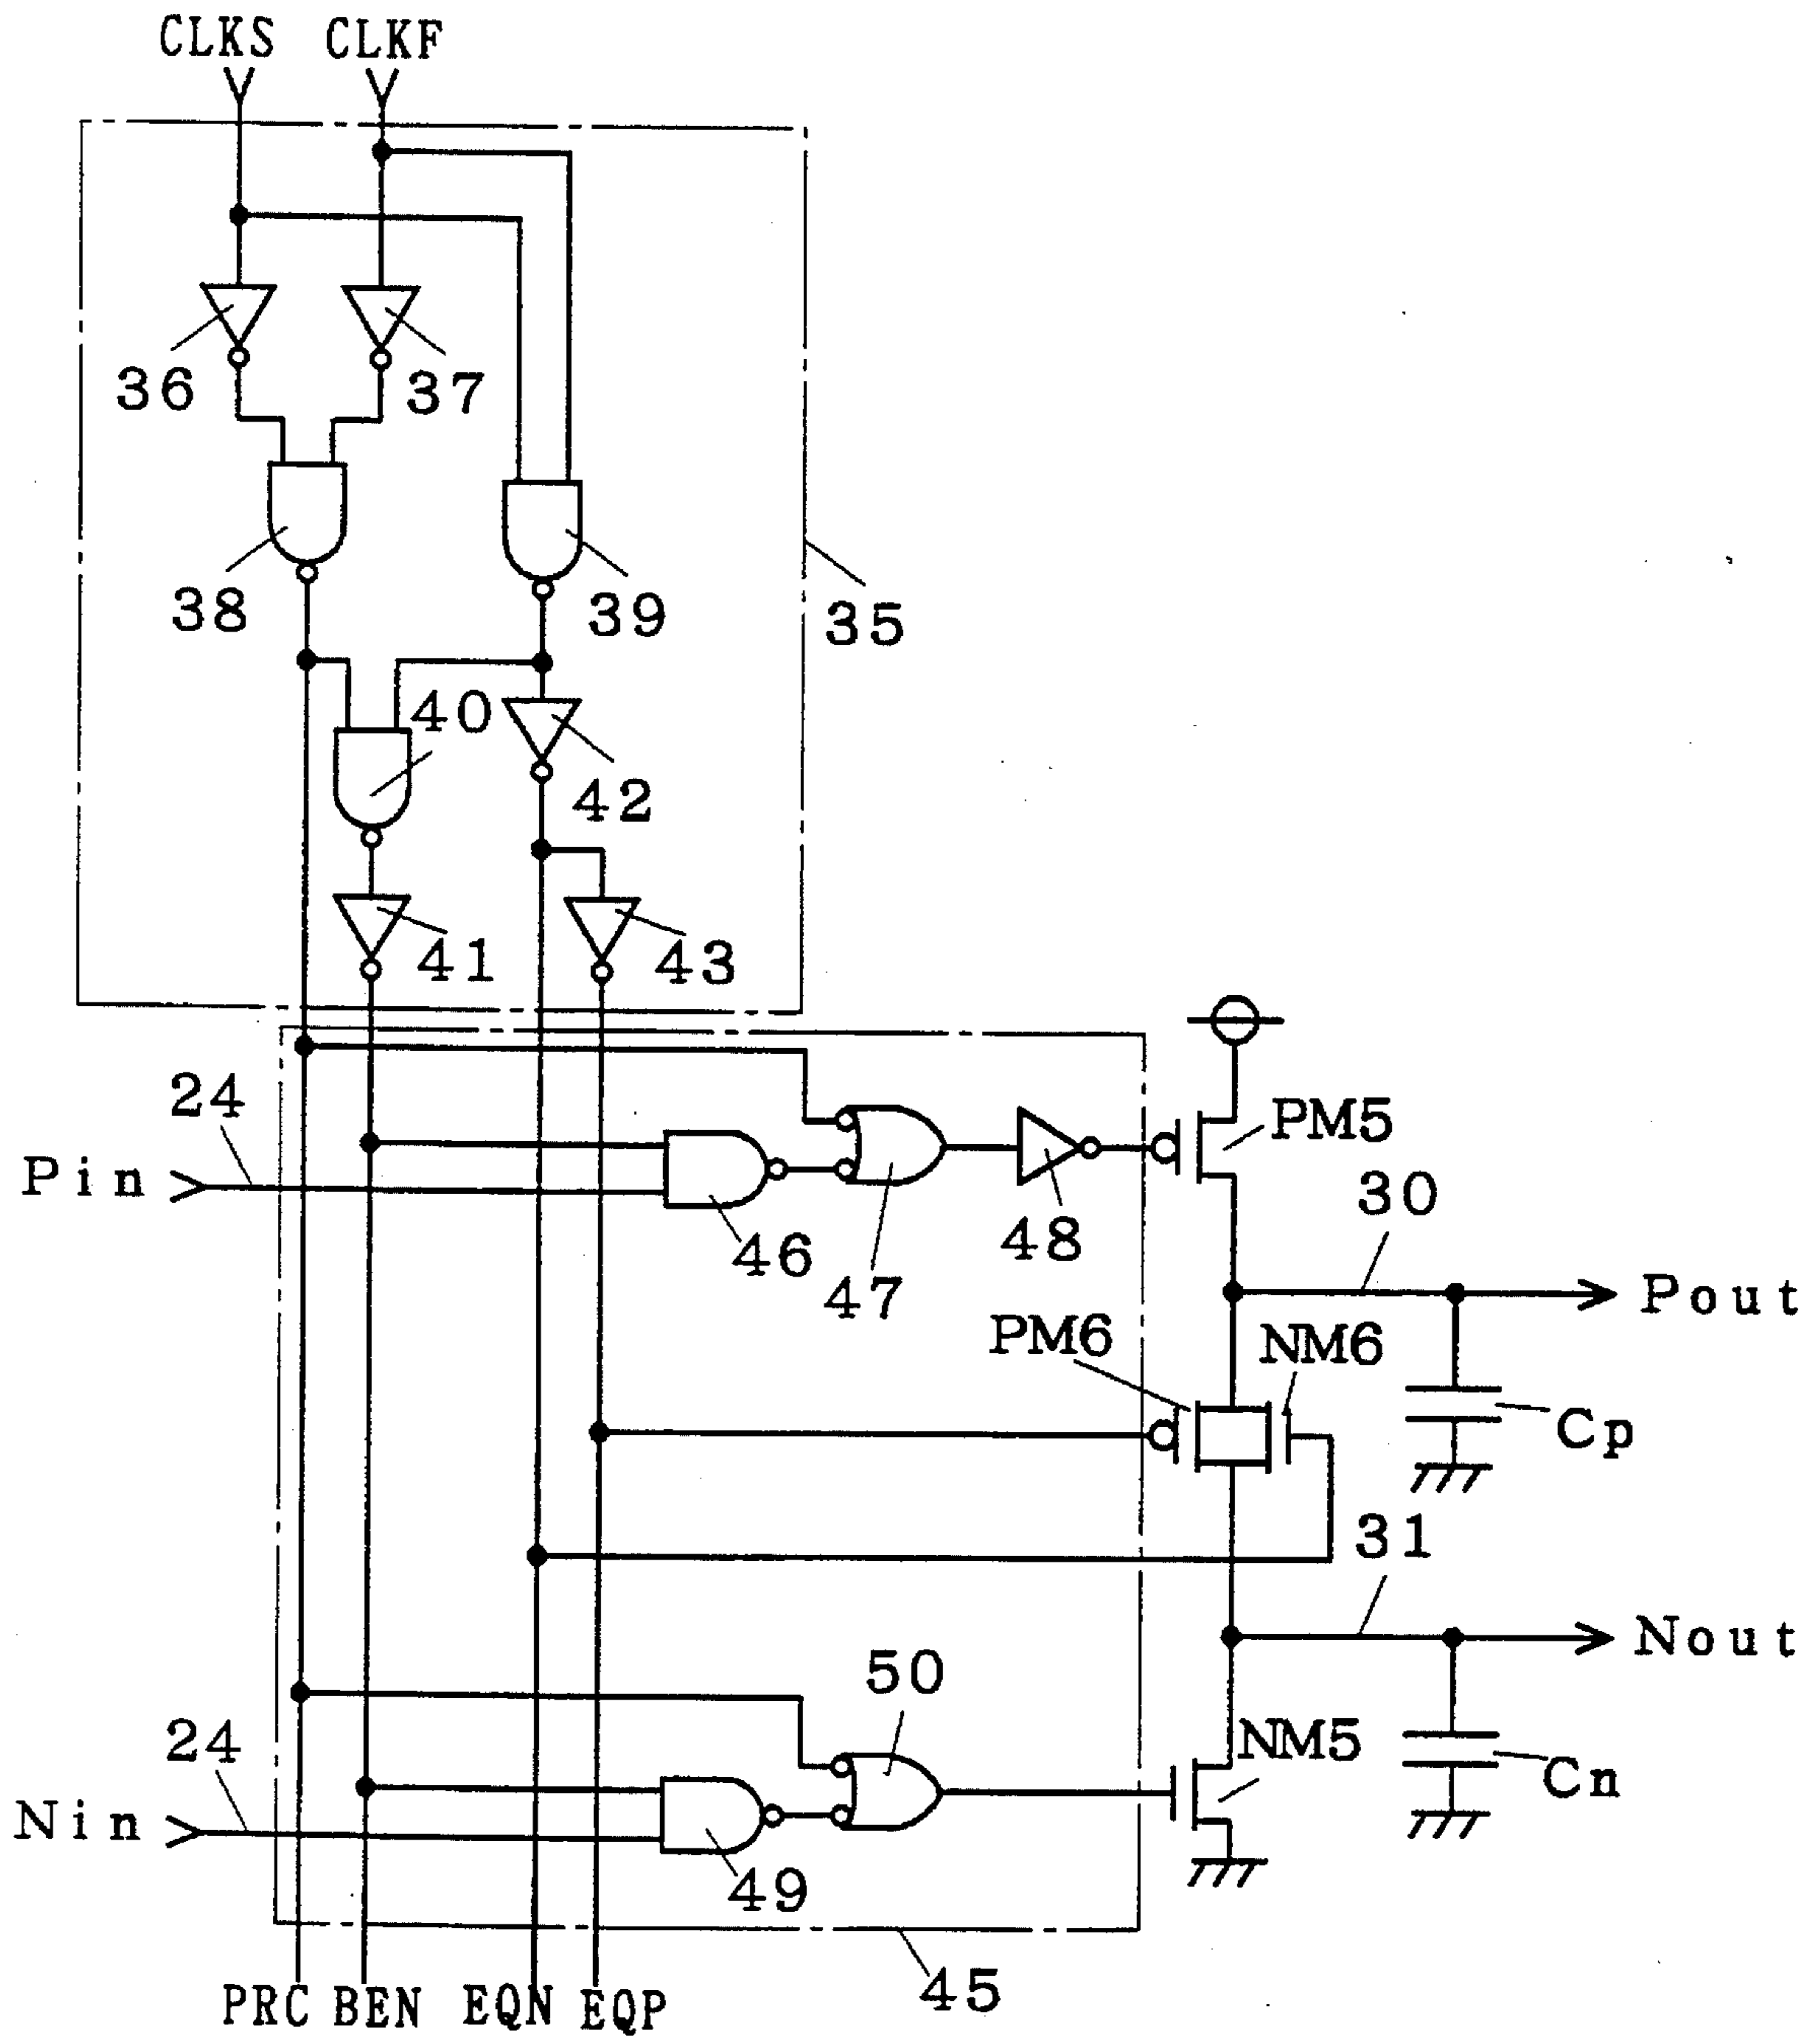 CLKS CLKF
36
37
38
39
35
40
42
41
43
24
Pin
46
47
48
PM5
30
Pout
PM6
NM6
Cp
31
Nout
50
24
Nin
49
NM5
Cn
45
PRC BEN EQN EQP